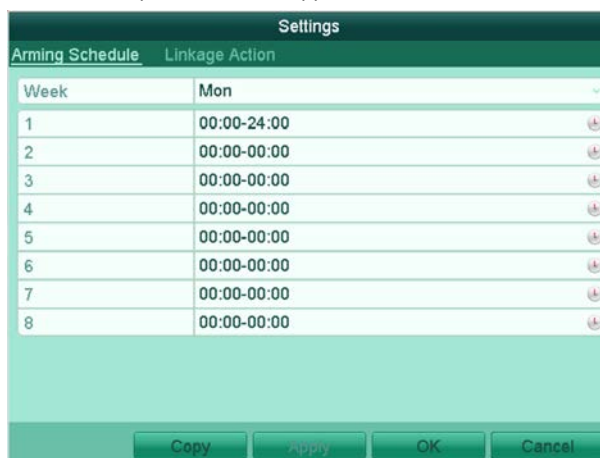 Settings
Arming Schedule Linkage Action
Week Mon
1 00:00-24:00
2 00:00-00:00
3 00:00-00:00
4 00:00-00:00
5 00:00-00:00
6 00:00-00:00
7 00:00-00:00
8 00:00-00:00
Copy Apply OK Cancel